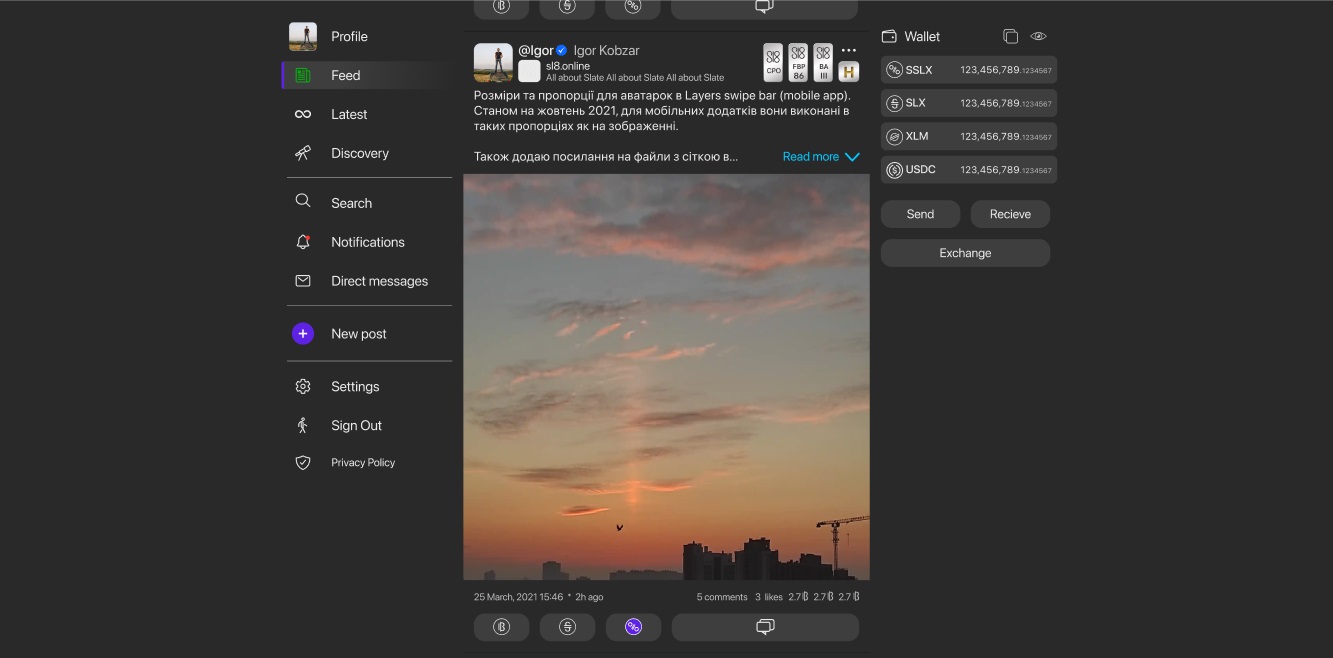 Profile
Feed
Latest
Discovery
Search
Notifications
Direct messages
New post
Settings
Sign Out
Privacy Policy
@Igor Igor Kobzar
sl8.online
All about Slate All about Slate All about Slate
CPO
FBP
86
BA
III
H
Розміри та пропорції для аватарок в Layers swipe bar (mobile app).
Станом на жовтень 2021, для мобільних додатків вони виконані в
таких пропорціях як на зображенні.
Також додаю посилання на файли з сіткою в...
Read more
25 March, 2021 15:46 • 2h ago
5 comments 3 likes 2.7 2.7 2.7
Wallet
SSLX 123,456,789.1234567
SLX 123,456,789.1234567
XLM 123,456,789.1234567
USDC 123,456,789.1234567
Send
Recieve
Exchange